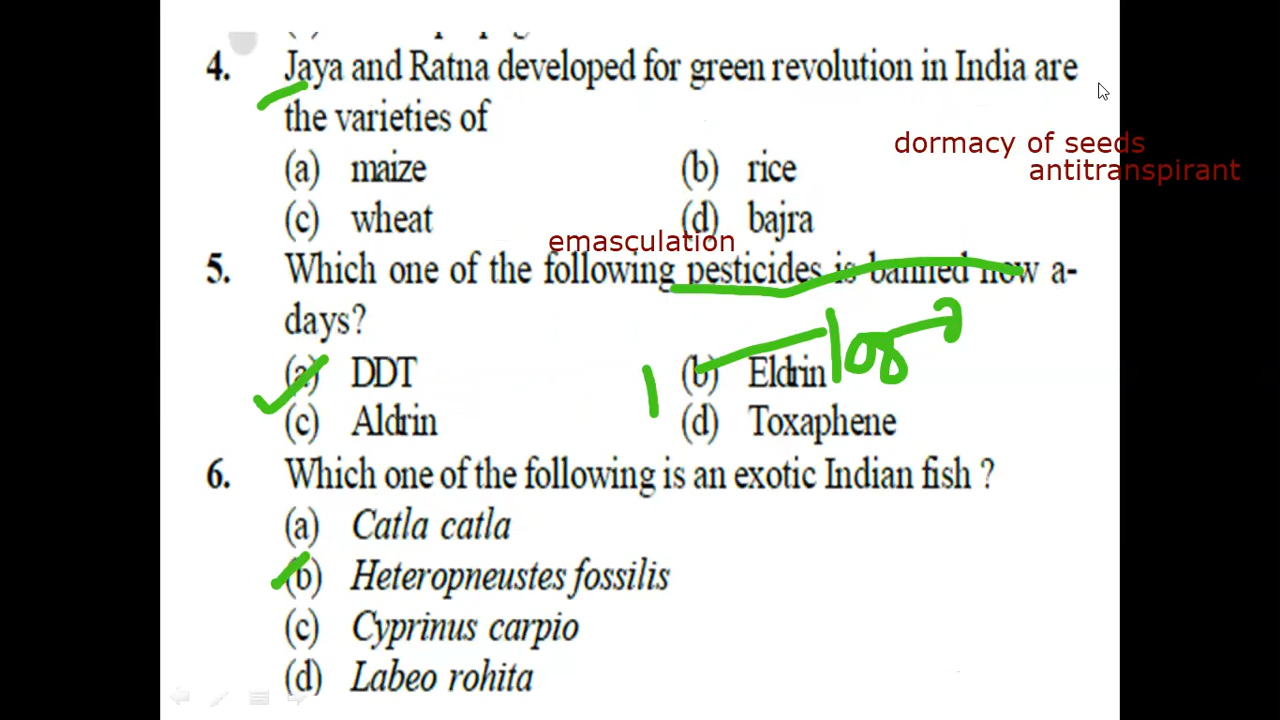 4. Jaya and Ratna developed for green revolution in India are
the varieties of
dormacy of seeds
antitranspirant
(a) maize (b) rice
(c) wheat (d) bajra
emasculation
5. Which one of the following pesticides is banned now a-
days?
(a) DDT (b) Eldrin
(c) Aldrin (d) Toxaphene
6. Which one of the following is an exotic Indian fish ?
(a) Catla catla
(b) Heteropneustes fossilis
(c) Cyprinus carpio
(d) Labeo rohita